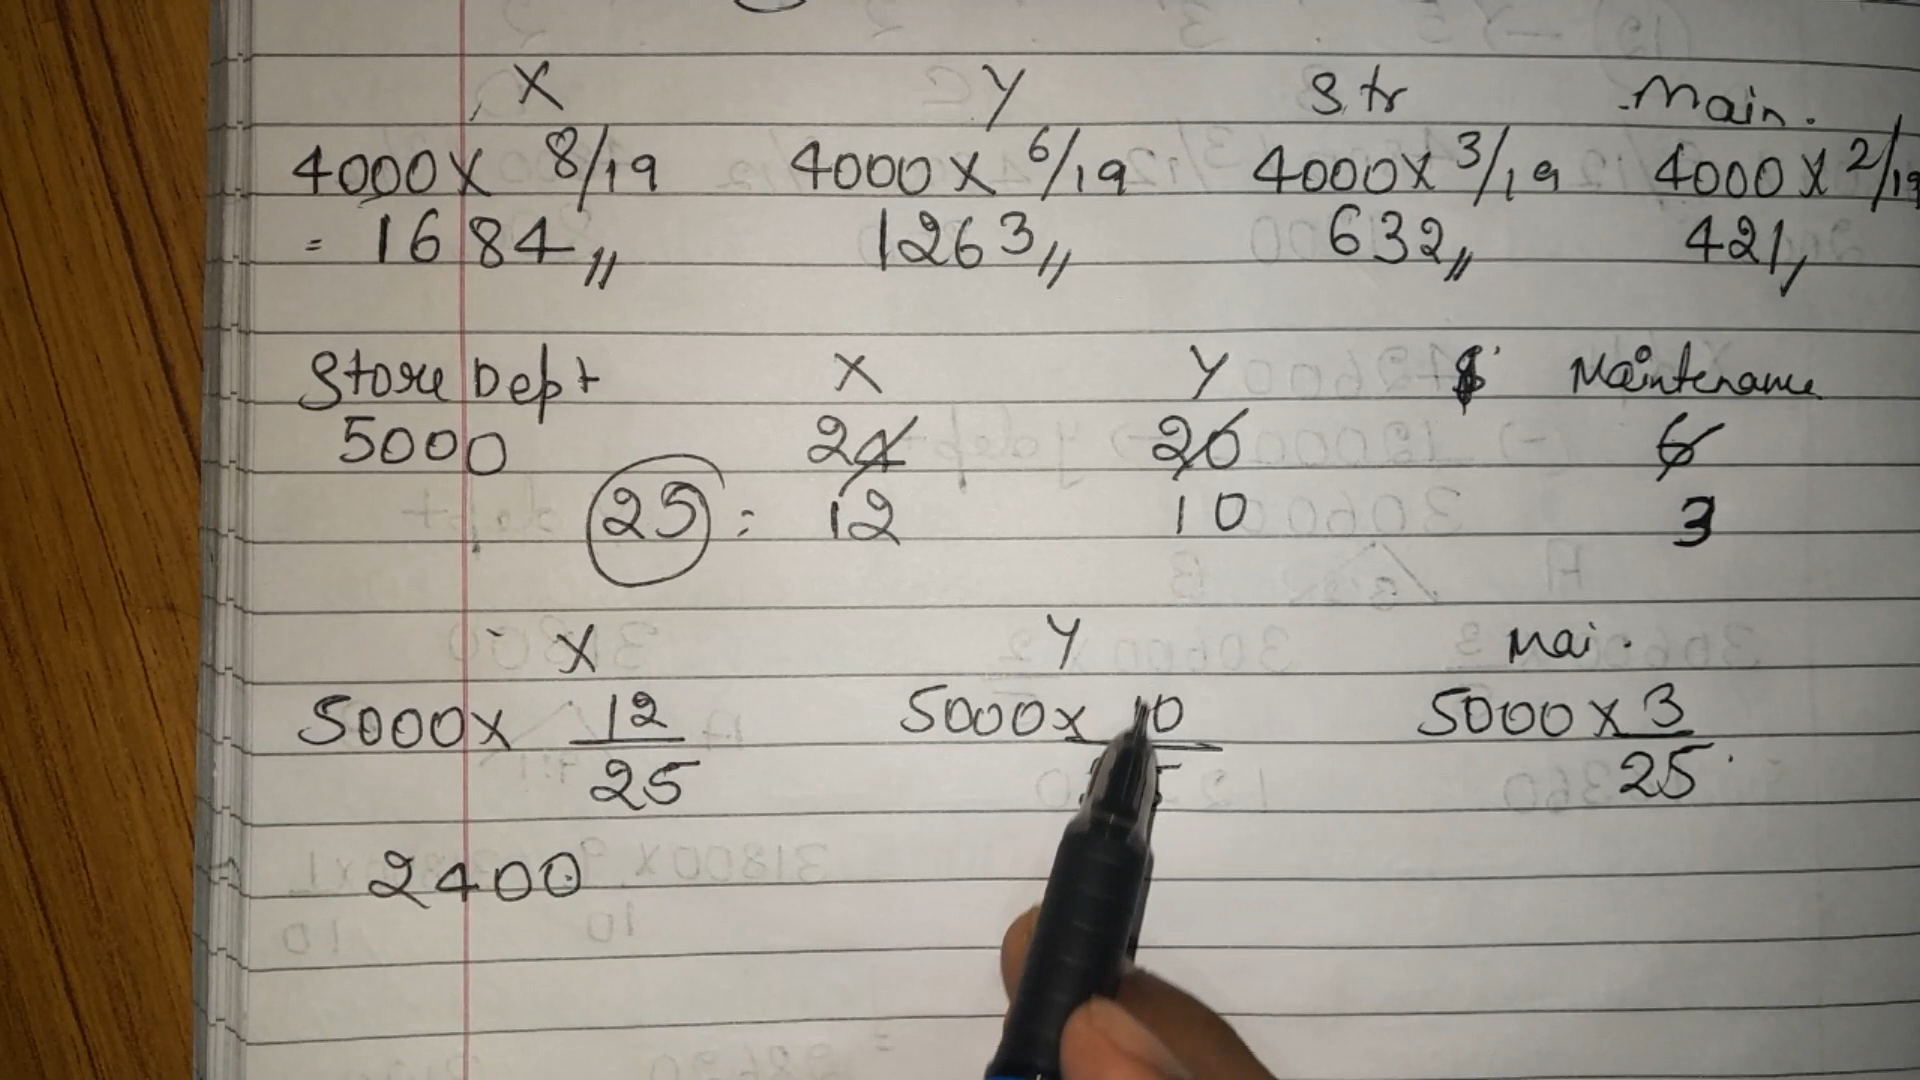 X Y Str Main.
4000 X 8/19 4000 X 6/19 4000 X 3/19 4000 X 2/19
= 1684,, 1263,, 632,, 421,
Store Dept X Y Maintenance
5000 24 20 6
25 : 12 10 3
X Y Mai.
5000 X 12/25 5000 X 10 5000 X 3/25
2400